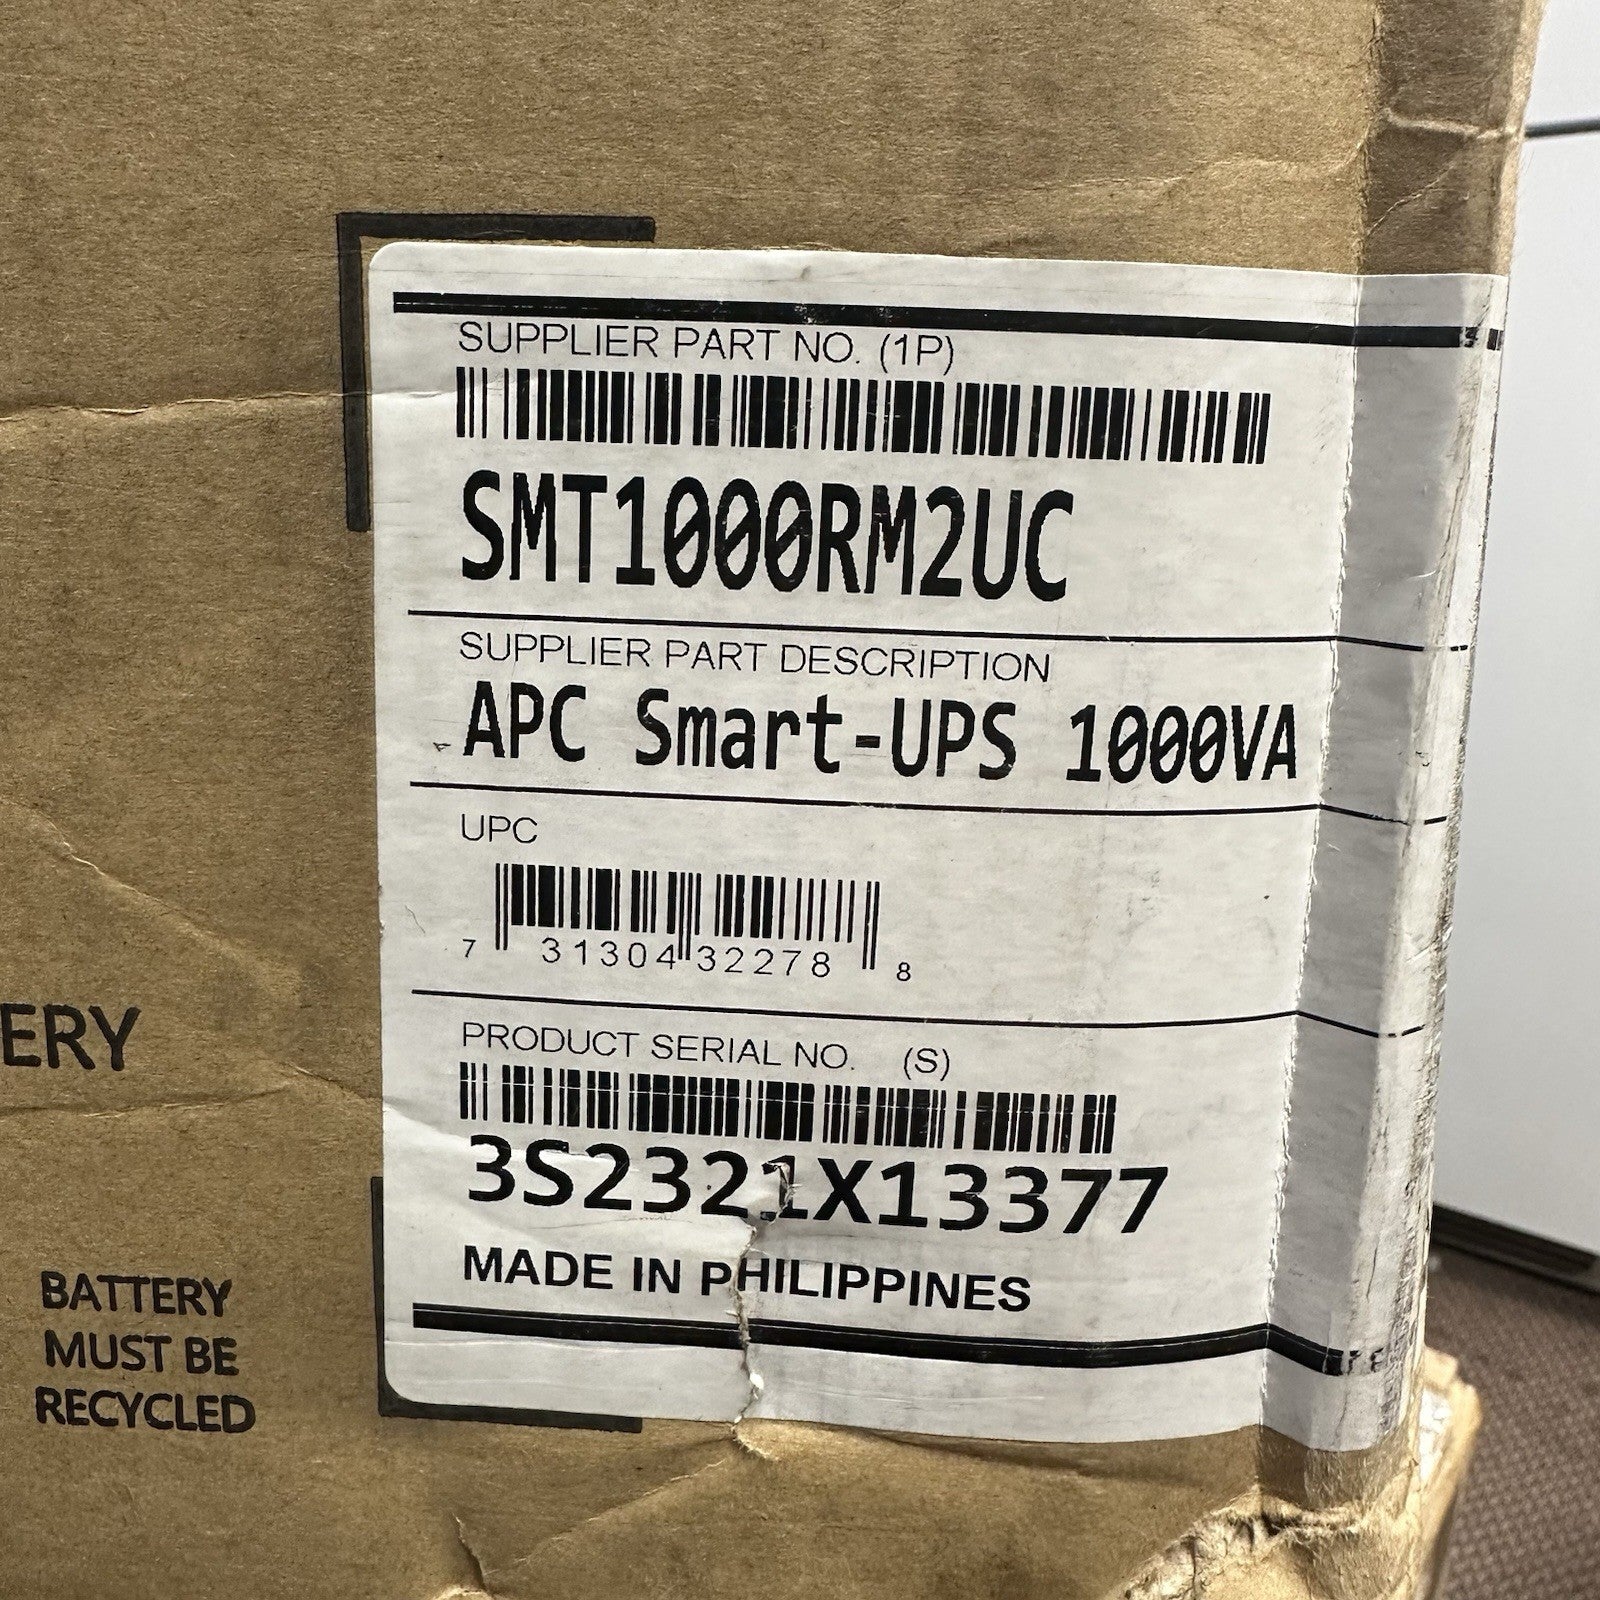 SUPPLIER PART NO. (1P)
SMT1000RM2UC
SUPPLIER PART DESCRIPTION
APC Smart-UPS 1000VA
UPC
7 31304 32278 8
PRODUCT SERIAL NO. (S)
3S2321X13377
MADE IN PHILIPPINES
ERY
BATTERY
MUST BE
RECYCLED